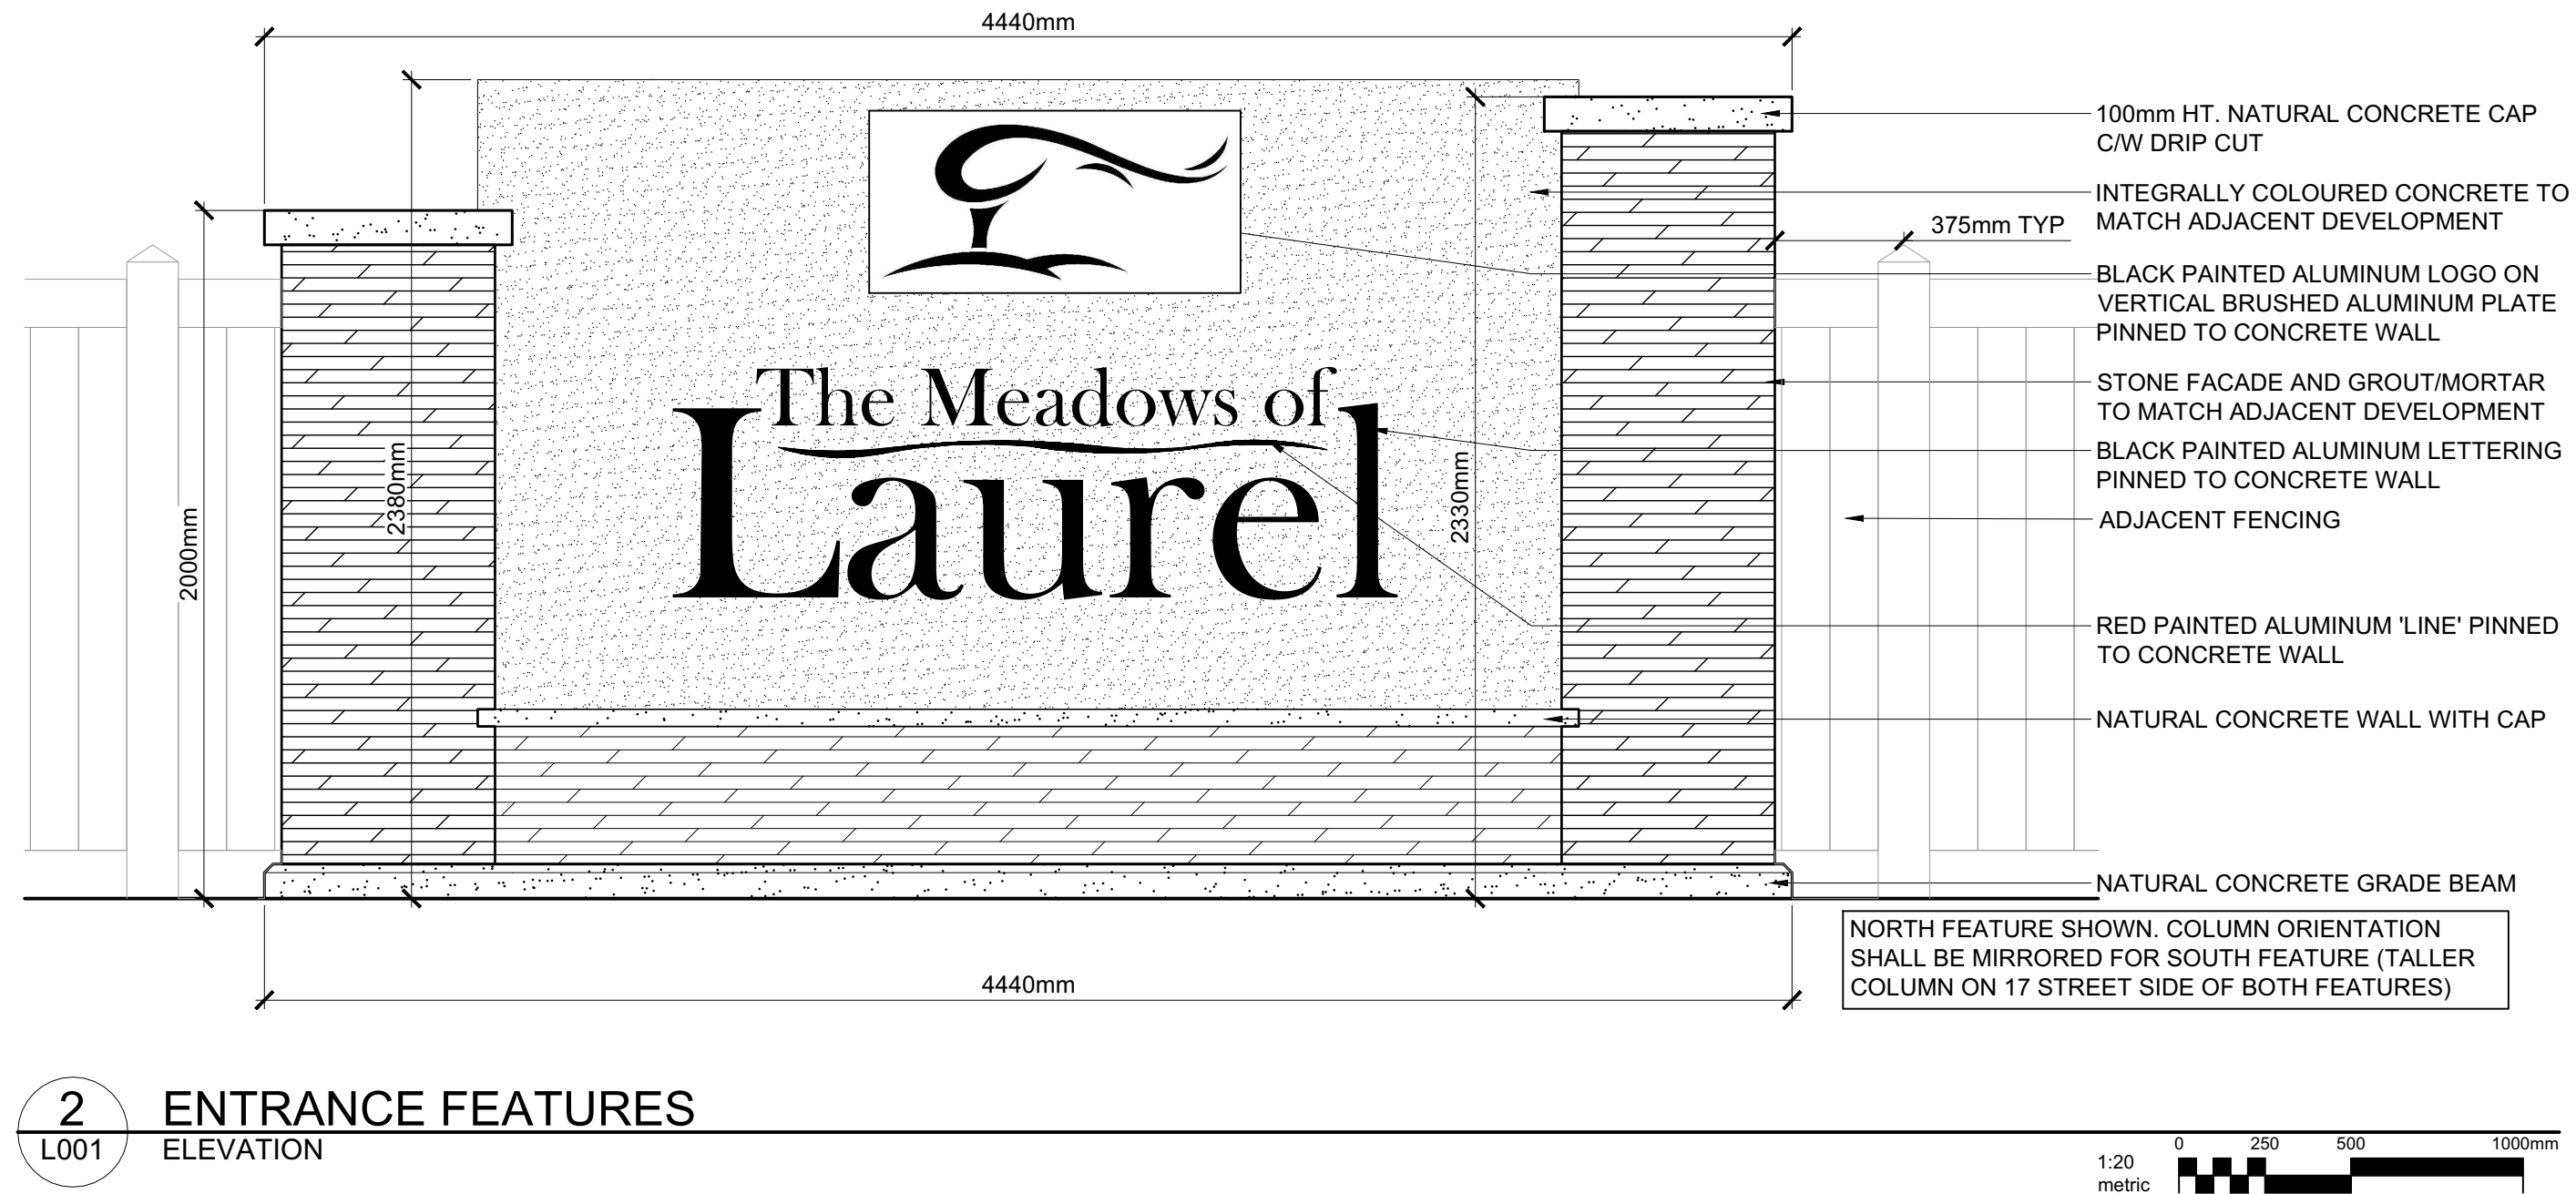 4440mm
100mm HT. NATURAL CONCRETE CAP
C/W DRIP CUT
INTEGRALLY COLOURED CONCRETE TO
MATCH ADJACENT DEVELOPMENT
375mm TYP
BLACK PAINTED ALUMINUM LOGO ON
VERTICAL BRUSHED ALUMINUM PLATE
PINNED TO CONCRETE WALL
STONE FACADE AND GROUT/MORTAR
TO MATCH ADJACENT DEVELOPMENT
BLACK PAINTED ALUMINUM LETTERING
PINNED TO CONCRETE WALL
ADJACENT FENCING
RED PAINTED ALUMINUM 'LINE' PINNED
TO CONCRETE WALL
NATURAL CONCRETE WALL WITH CAP
NATURAL CONCRETE GRADE BEAM
The Meadows of
Laurel
2000mm
2380mm
2330mm
NORTH FEATURE SHOWN. COLUMN ORIENTATION
SHALL BE MIRRORED FOR SOUTH FEATURE (TALLER
COLUMN ON 17 STREET SIDE OF BOTH FEATURES)
4440mm
2
L001
ENTRANCE FEATURES
ELEVATION
1:20
metric
0 250 500 1000mm